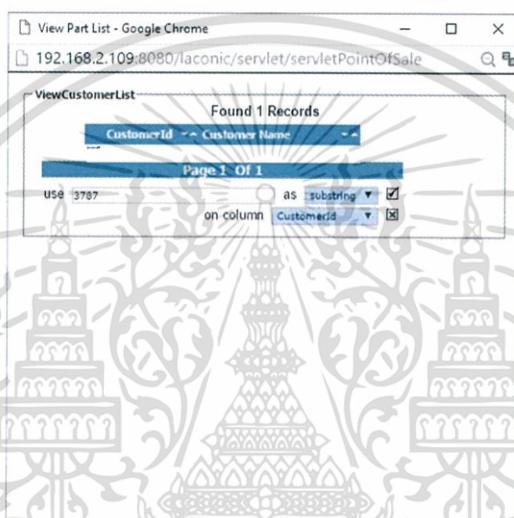 View Part List - Google Chrome
192.168.2.109:8080/laconic/servlet/servletPointOfSale
ViewCustomerList
Found 1 Records
CustomerId Customer Name
Page 1 Of 1
use 3787 as substring
on column CustomerId